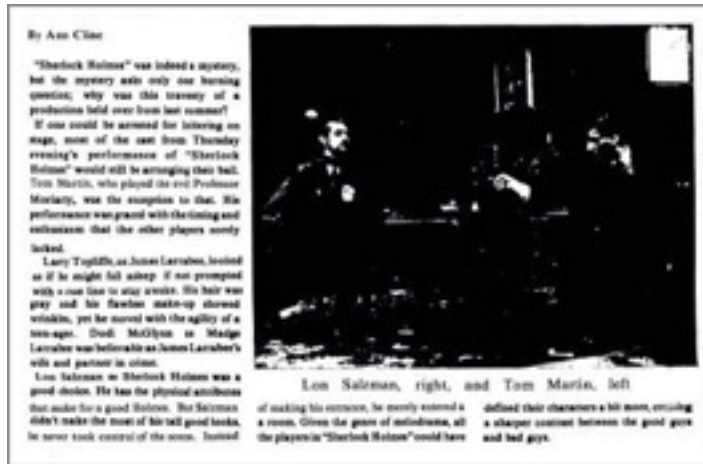 By Ann Cline
"Sherlock Holmes" was indeed a mystery,
but the mystery asks only one burning
question; why was this travesty of a
production held over from last summer?
If one could be arrested for loitering on
stage, most of the cast from Thursday
evening's performance of "Sherlock
Holmes" would still be arranging their bail.
Tom Martin, who played the evil Professor
Moriarty, was the exception to that. His
performance was graced with the timing and
enthusiasm that the other players sorely
lacked.
Larry Topliffe, as James Larrabee, looked
as if he might fall asleep if not prompted
with a cue line to stay awake. His hair was
gray and his flawless make-up showed
wrinkles, yet he moved with the agility of a
teen-ager. Dodi McGlynn as Madge
Larrabee was believable as James Larrabee's
wife and partner in crime.
Lon Salzman as Sherlock Holmes was a
good choice. He has the physical attributes
that make for a good Holmes. But Salzman
didn't make the most of his tall good looks,
he never took control of the scene. Instead
Lon Salzman, right, and Tom Martin, left
of making his entrance, he merely entered a
a room. Given the genre of melodrama, all
the players in "Sherlock Holmes" could have
defined their characters a bit more,
a sharper contrast between the good guys
and bad guys.